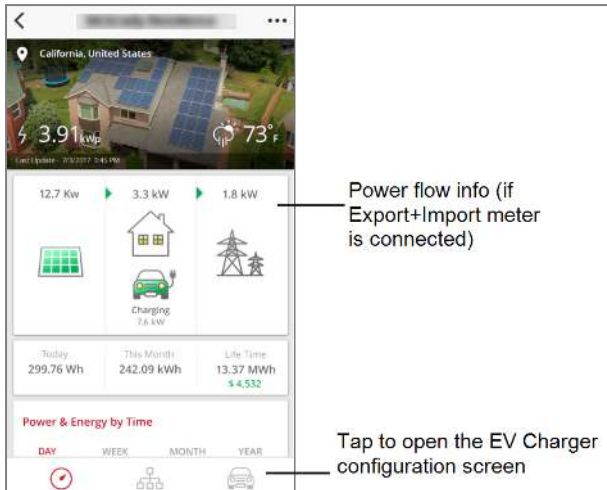 California, United States
3.91 kWp
73°F
Last Update - 7/3/2017 3:45 PM
12.7 Kw
3.3 kW
1.8 kW
Charging
7.6 kW
Today
This Month
Life Time
299.76 Wh
242.09 kWh
13.37 MWh
$ 4,532
Power & Energy by Time
DAY
WEEK
MONTH
YEAR
Power flow info (if
Export+Import meter
is connected)
Tap to open the EV Charger
configuration screen